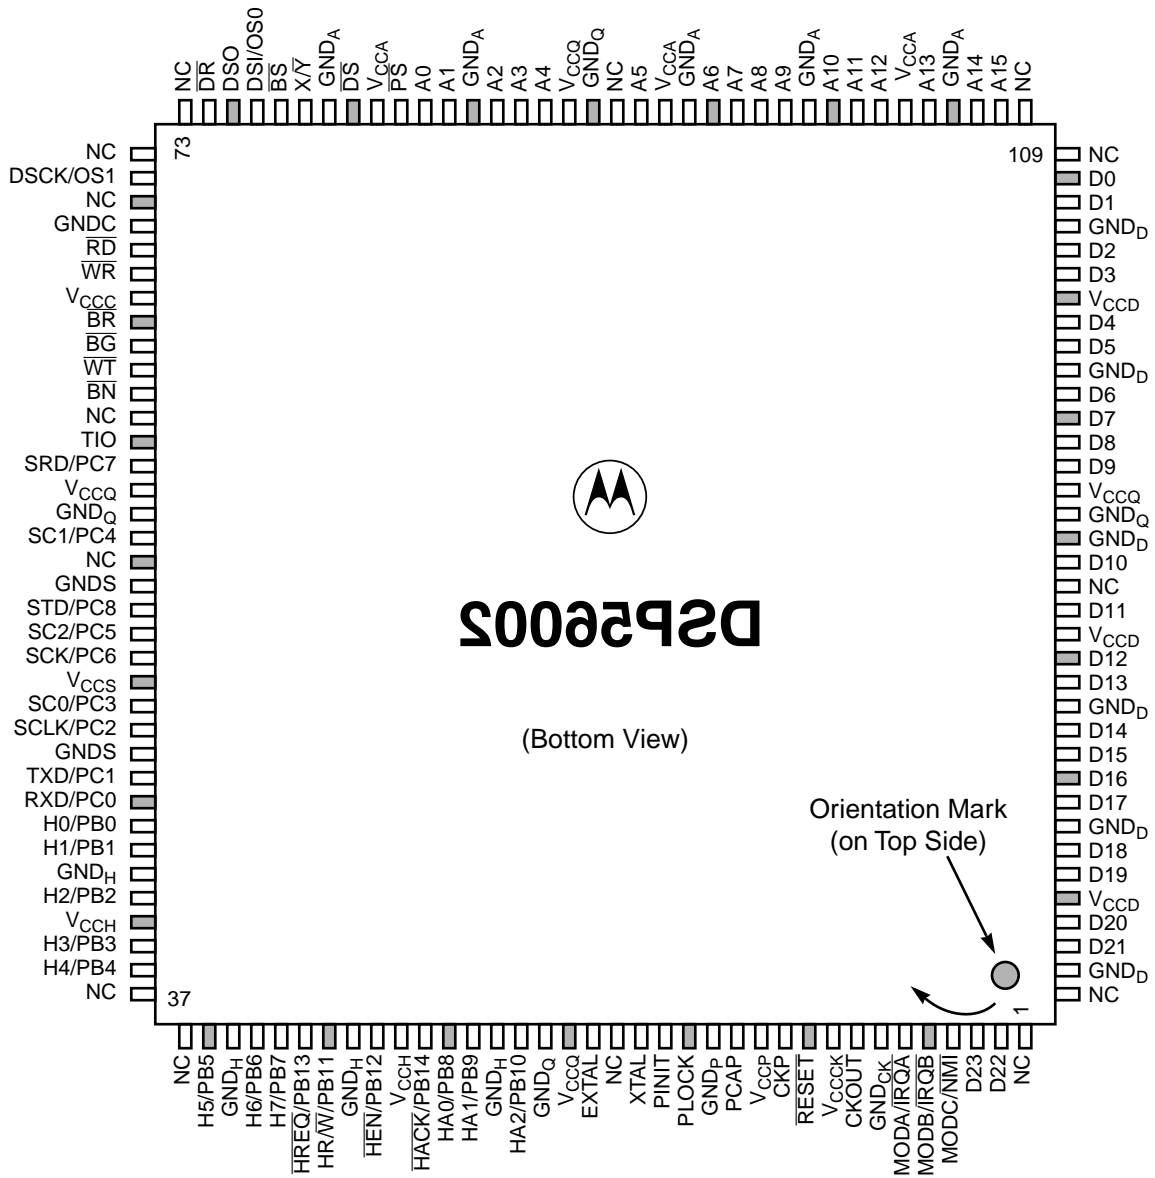 NC
DR
DSO
DSI/OS0
BS
X/Y
GNDA
DS
VCCA
PS
A0
A1
GNDA
A2
A3
A4
VCCQ
GNDQ
NC
A5
VCCA
GNDA
A6
A7
A8
A9
GNDA
A10
A11
A12
VCCA
A13
GNDA
A14
A15
NC
73
109
NC
DSCK/OS1
NC
GNDC
RD
WR
VCCC
BR
BG
WT
BN
NC
TIO
SRD/PC7
VCCQ
GNDQ
SC1/PC4
NC
GNDS
STD/PC8
SC2/PC5
SCK/PC6
VCCS
SC0/PC3
SCLK/PC2
GNDS
TXD/PC1
RXD/PC0
H0/PB0
H1/PB1
GNDH
H2/PB2
VCCH
H3/PB3
H4/PB4
NC
DSP56002
(Bottom View)
Orientation Mark
(on Top Side)
NC
D0
D1
GNDD
D2
D3
VCCD
D4
D5
GNDD
D6
D7
D8
D9
VCCQ
GNDQ
GNDD
D10
NC
D11
VCCD
D12
D13
GNDD
D14
D15
D16
D17
GNDD
D18
D19
VCCD
D20
D21
GNDD
NC
37
1
NC
H5/PB5
GNDH
H6/PB6
H7/PB7
HREQ/PB13
HR/W/PB11
GNDH
HEN/PB12
VCCH
HACK/PB14
HA0/PB8
HA1/PB9
GNDH
HA2/PB10
GNDQ
VCCQ
EXTAL
NC
XTAL
PINIT
PLOCK
GNDP
PCAP
VCCP
CKP
RESET
VCCCK
CKOUT
GNDCK
MODA/IRQA
MODB/IRQB
MODC/NMI
D23
D22
NC